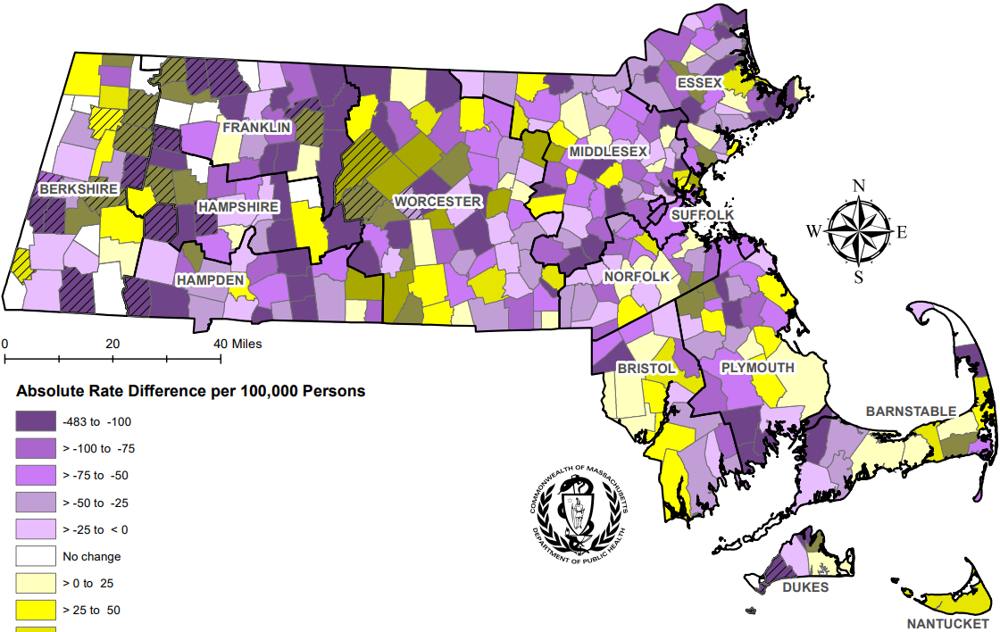 ESSEX
FRANKLIN
MIDDLESEX
BERKSHIRE
HAMPSHIRE
WORCESTER
SUFFOLK
N
W E
S
HAMPDEN
NORFOLK
0 20 40 Miles
BRISTOL
PLYMOUTH
BARNSTABLE
Absolute Rate Difference per 100,000 Persons
-483 to -100
> -100 to -75
> -75 to -50
> -50 to -25
> -25 to < 0
No change
> 0 to 25
> 25 to 50
COMMONWEALTH OF MASSACHUSETTS
DEPARTMENT OF PUBLIC HEALTH
DUKES
NANTUCKET